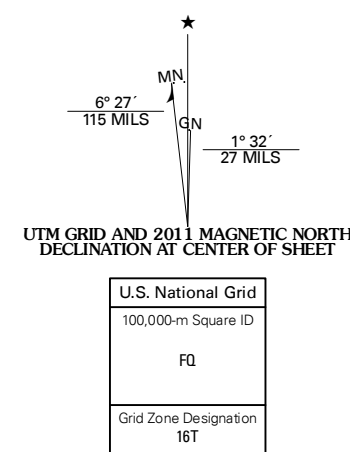 ★
M.N.
GN
6° 27´
115 MILS
1° 32´
27 MILS
UTM GRID AND 2011 MAGNETIC NORTH
DECLINATION AT CENTER OF SHEET
U.S. National Grid
100,000-m Square ID
FQ
Grid Zone Designation
16T